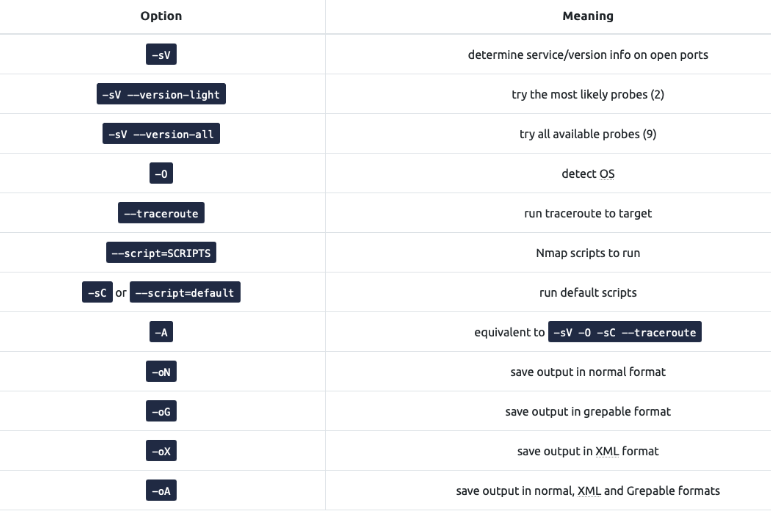 Option Meaning
-sV determine service/version info on open ports
-sV --version-light try the most likely probes (2)
-sV --version-all try all available probes (9)
-O detect OS
--traceroute run traceroute to target
--script=SCRIPTS Nmap scripts to run
-sC or --script=default run default scripts
-A equivalent to -sV -O -sC --traceroute
-oN save output in normal format
-oG save output in grepable format
-oX save output in XML format
-oA save output in normal, XML and Grepable formats